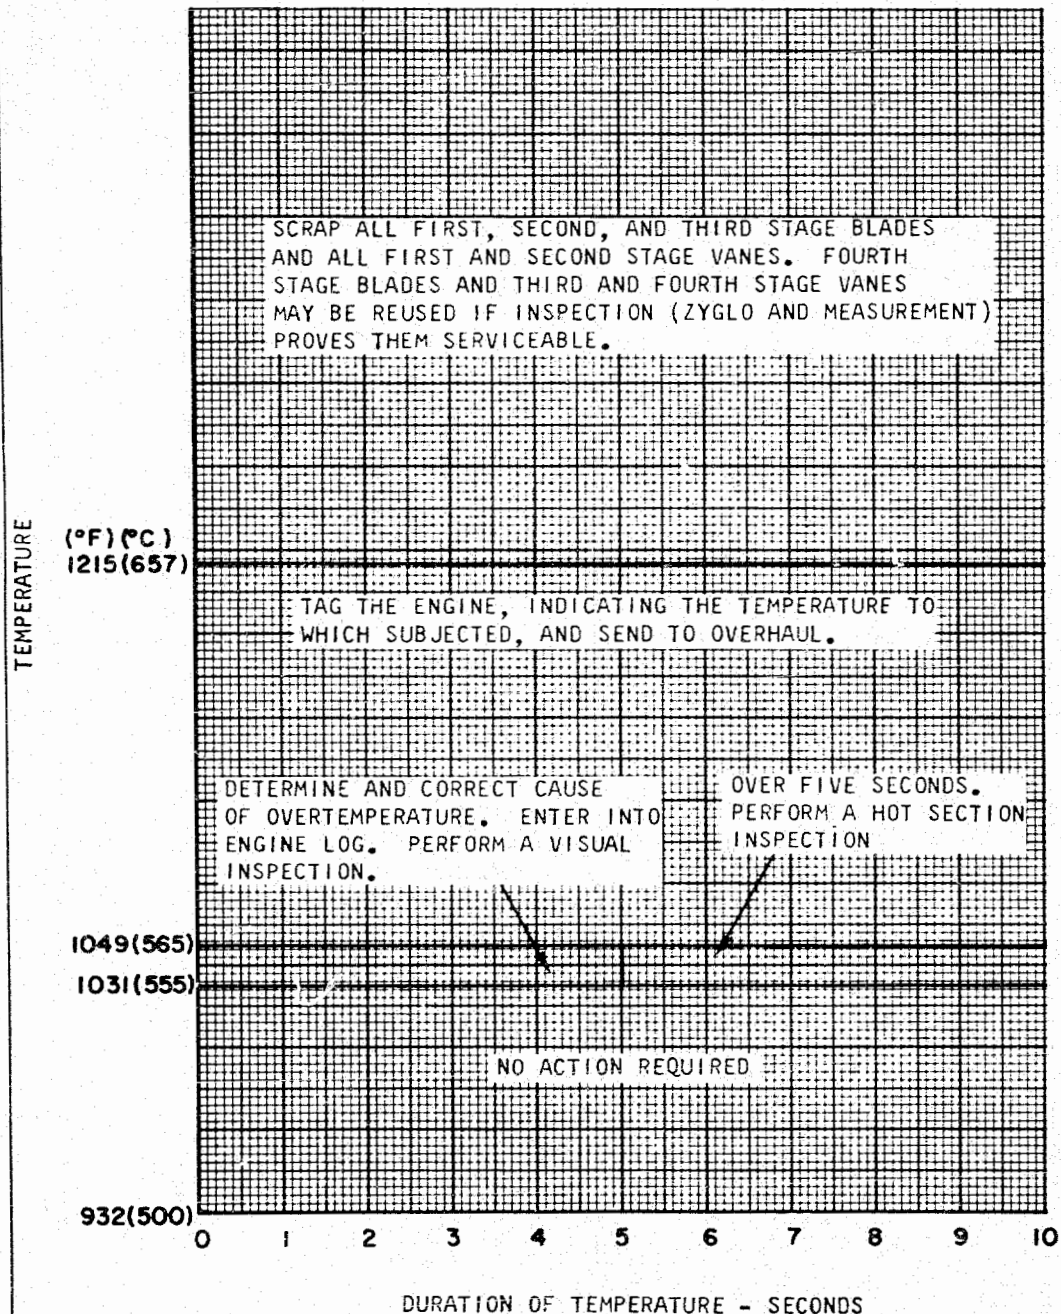 SCRAP ALL FIRST, SECOND, AND THIRD STAGE BLADES
AND ALL FIRST AND SECOND STAGE VANES. FOURTH
STAGE BLADES AND THIRD AND FOURTH STAGE VANES
MAY BE REUSED IF INSPECTION (ZYGLO AND MEASUREMENT)
PROVES THEM SERVICEABLE.
TEMPERATURE
(°F)(°C)
1215(657)
TAG THE ENGINE, INDICATING THE TEMPERATURE TO
WHICH SUBJECTED, AND SEND TO OVERHAUL.
DETERMINE AND CORRECT CAUSE
OF OVERTEMPERATURE. ENTER INTO
ENGINE LOG. PERFORM A VISUAL
INSPECTION.
OVER FIVE SECONDS.
PERFORM A HOT SECTION
INSPECTION
1049(565)
1031(555)
NO ACTION REQUIRED
932(500)
0 1 2 3 4 5 6 7 8 9 10
DURATION OF TEMPERATURE - SECONDS